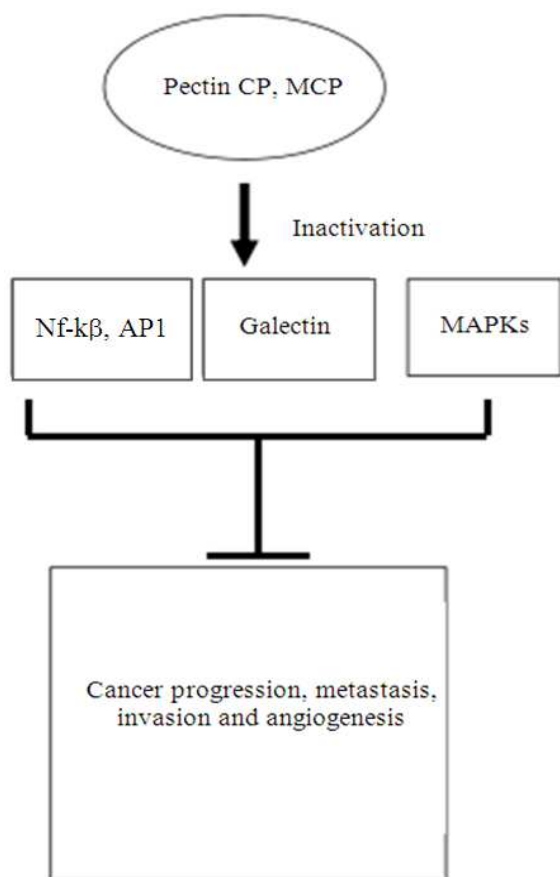 Pectin CP, MCP
Inactivation
Nf-kβ, AP1
Galectin
MAPKs
Cancer progression, metastasis,
invasion and angiogenesis